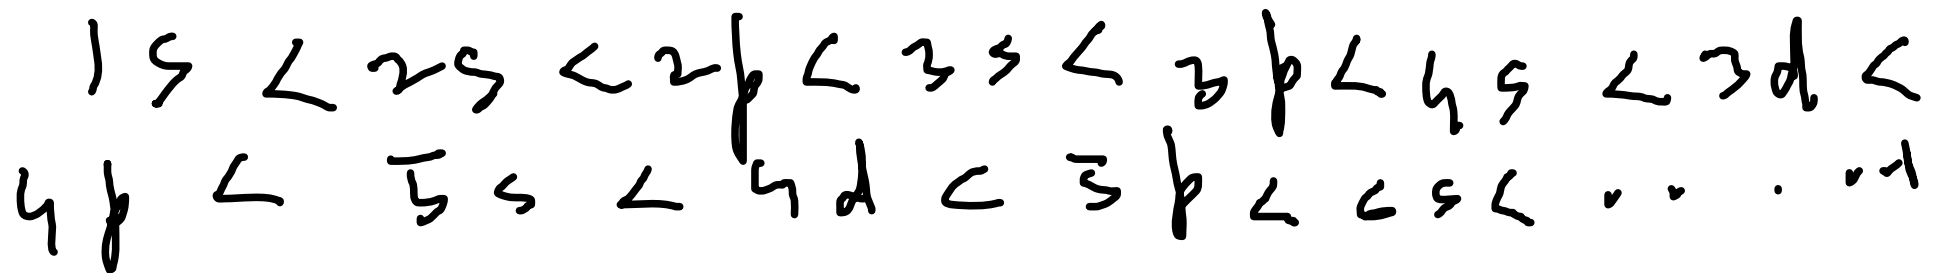 1s < 2s < 2p < 3s < 3p < 4s < 3d <
4p < 5s < 4d < 5p < 6s < .....